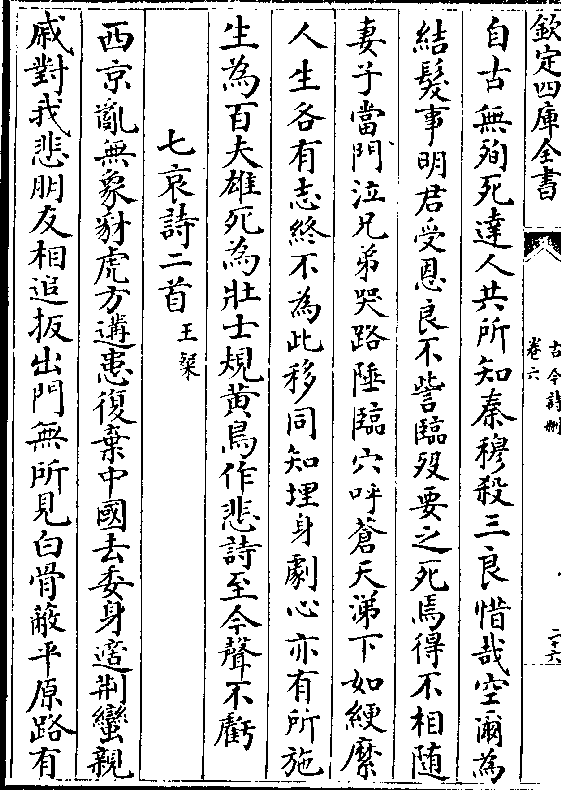 欽定四庫全書
古今詩刪
卷六
二十六
自古無殉死達人共所知秦穆殺三良惜哉空爾為
結髮事明君受恩良不訾臨歿要之死焉得不相隨
妻子當門泣兄弟哭路陲臨穴呼蒼天涕下如綆縻
人生各有志終不為此移同知埋身劇心亦有所施
生為百夫雄死為壯士規黃鳥作悲詩至今聲不虧
七哀詩二首 王粲
西京亂無象豺虎方遘患復棄中國去委身適荆蠻親
戚對我悲朋友相追扳出門無所見白骨蔽平原路有